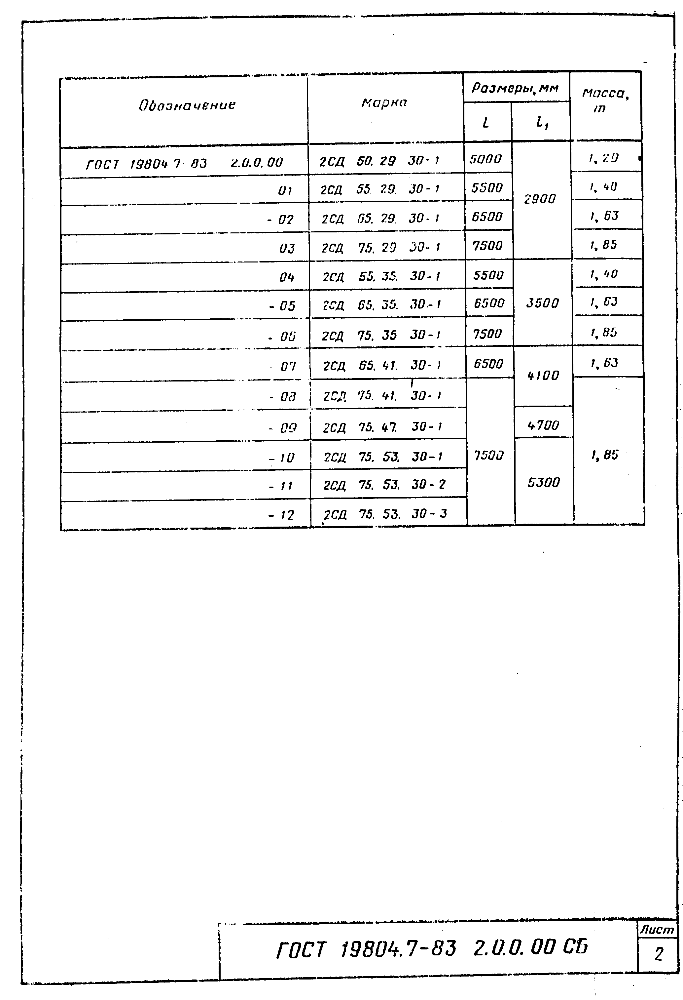 Обозначение Марка Размеры, мм Масса, т
L l₁
ГОСТ 19804 7 83 2.0.0.00 2СД 50. 29 30-1 5000 2900 1,29
01 2СД 55. 29. 30-1 5500 1,40
- 02 2СД 65. 29. 30-1 6500 1,63
03 2СД 75. 29. 30-1 7500 1,85
04 2СД 55. 35. 30-1 5500 3500 1,40
- 05 2СД 65. 35. 30-1 6500 1,63
- 06 2СД 75. 35 30-1 7500 1,85
07 2СД 65. 41. 30-1 6500 4100 1,63
- 08 2СД. 75. 41. 30-1 7500 1,85
- 09 2СД 75. 47. 30-1 4700
- 10 2СД 75. 53. 30-1 5300
- 11 2СД 75. 53. 30-2
- 12 2СД 75. 53. 30-3
ГОСТ 19804.7-83 2.0.0.00 СБ
Лист
2